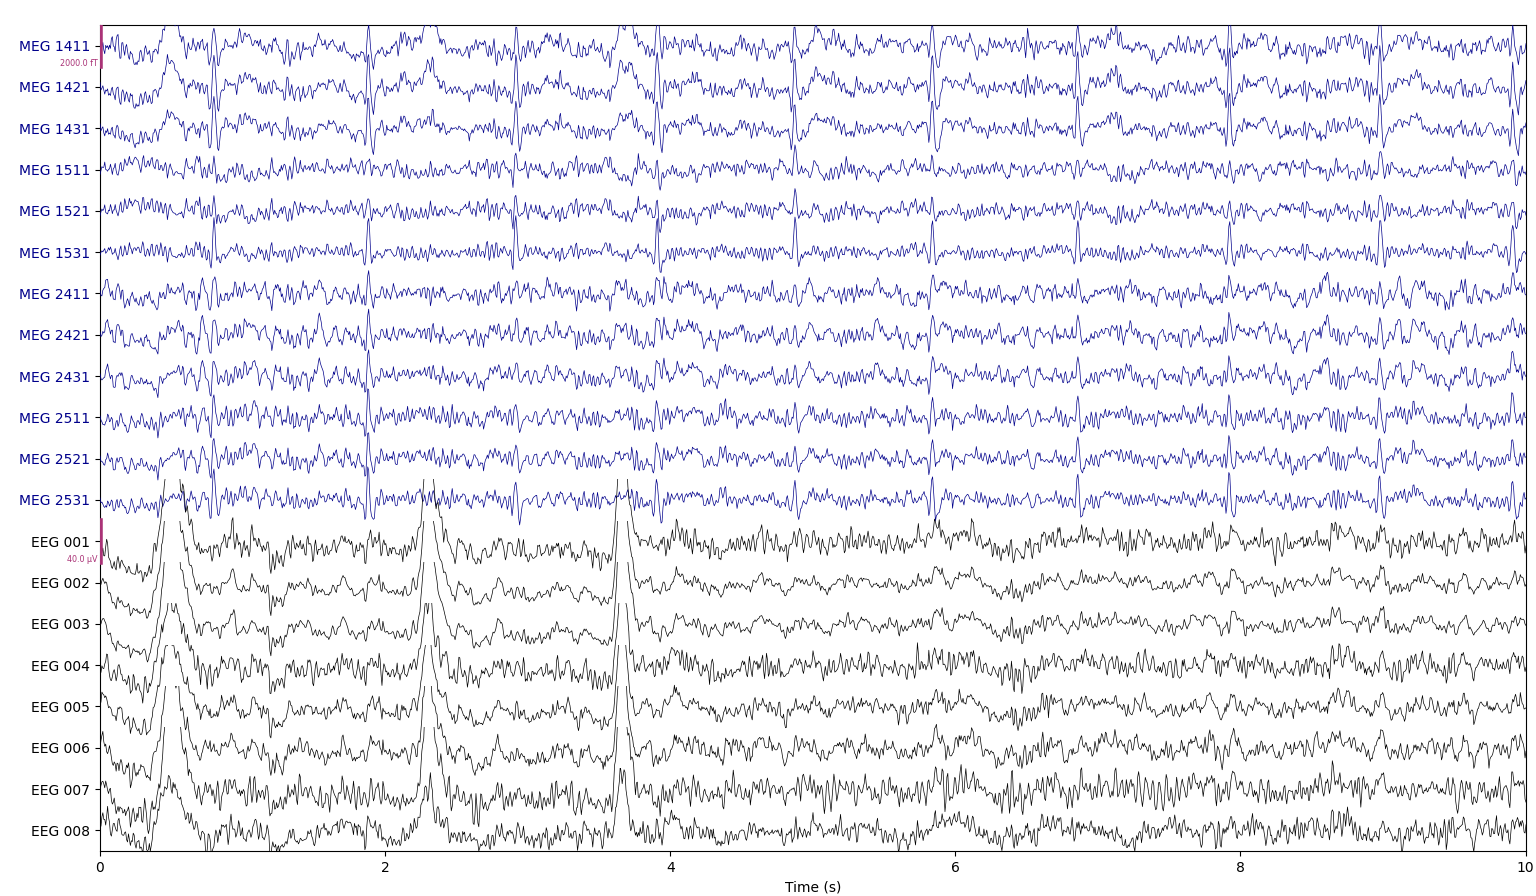 MEG 1411
2000.0 fT
MEG 1421
MEG 1431
MEG 1511
MEG 1521
MEG 1531
MEG 2411
MEG 2421
MEG 2431
MEG 2511
MEG 2521
MEG 2531
EEG 001
40.0 µV
EEG 002
EEG 003
EEG 004
EEG 005
EEG 006
EEG 007
EEG 008
0 2 4 6 8 10
Time (s)